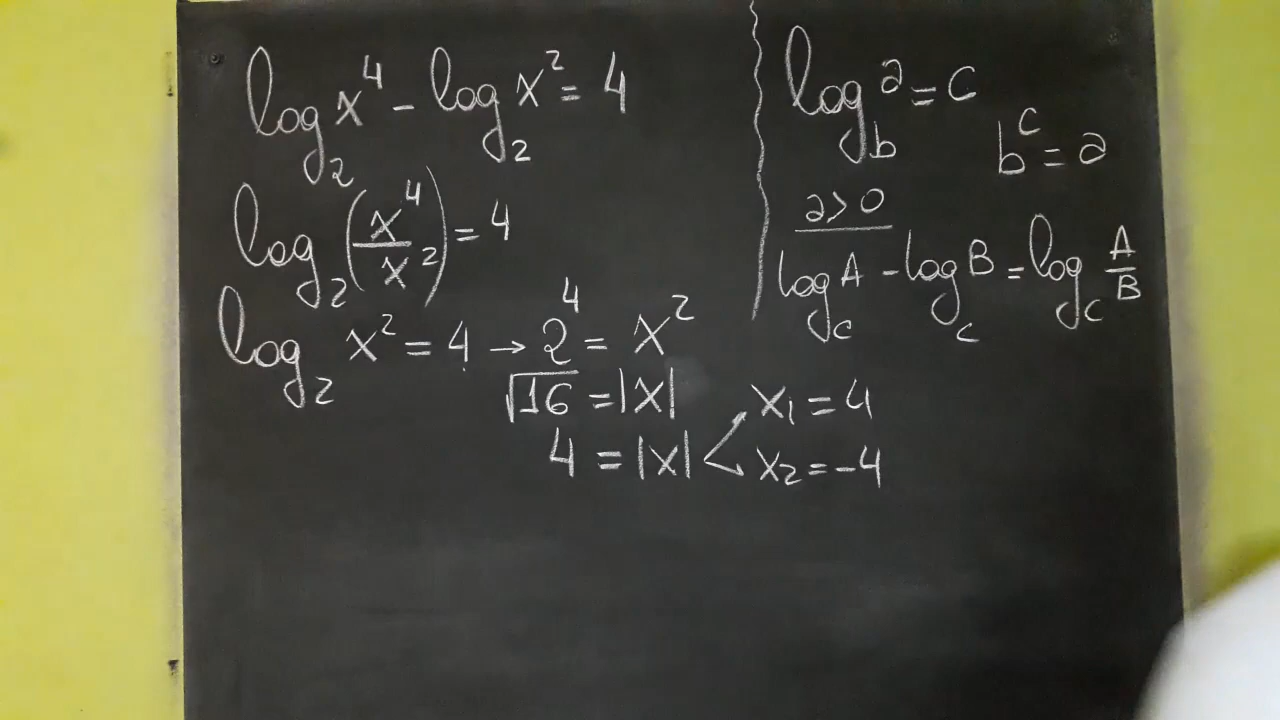 log₂ x⁴ - log₂ x² = 4
log₂ (x⁴/x²) = 4
log₂ x² = 4 → 2⁴ = x²
√16 = |x|
4 = |x| < x₁ = 4
x₂ = -4
log_b a = c
b^c = a
a > 0
log_c A - log_c B = log_c A/B